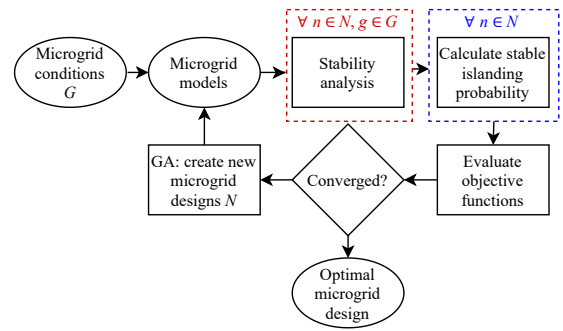 ∀ n ∈ N, g ∈ G
∀ n ∈ N
Microgrid
conditions
G
Microgrid
models
Stability
analysis
Calculate stable
islanding
probability
GA: create new
microgrid
designs N
Converged?
Evaluate
objective
functions
Optimal
microgrid
design